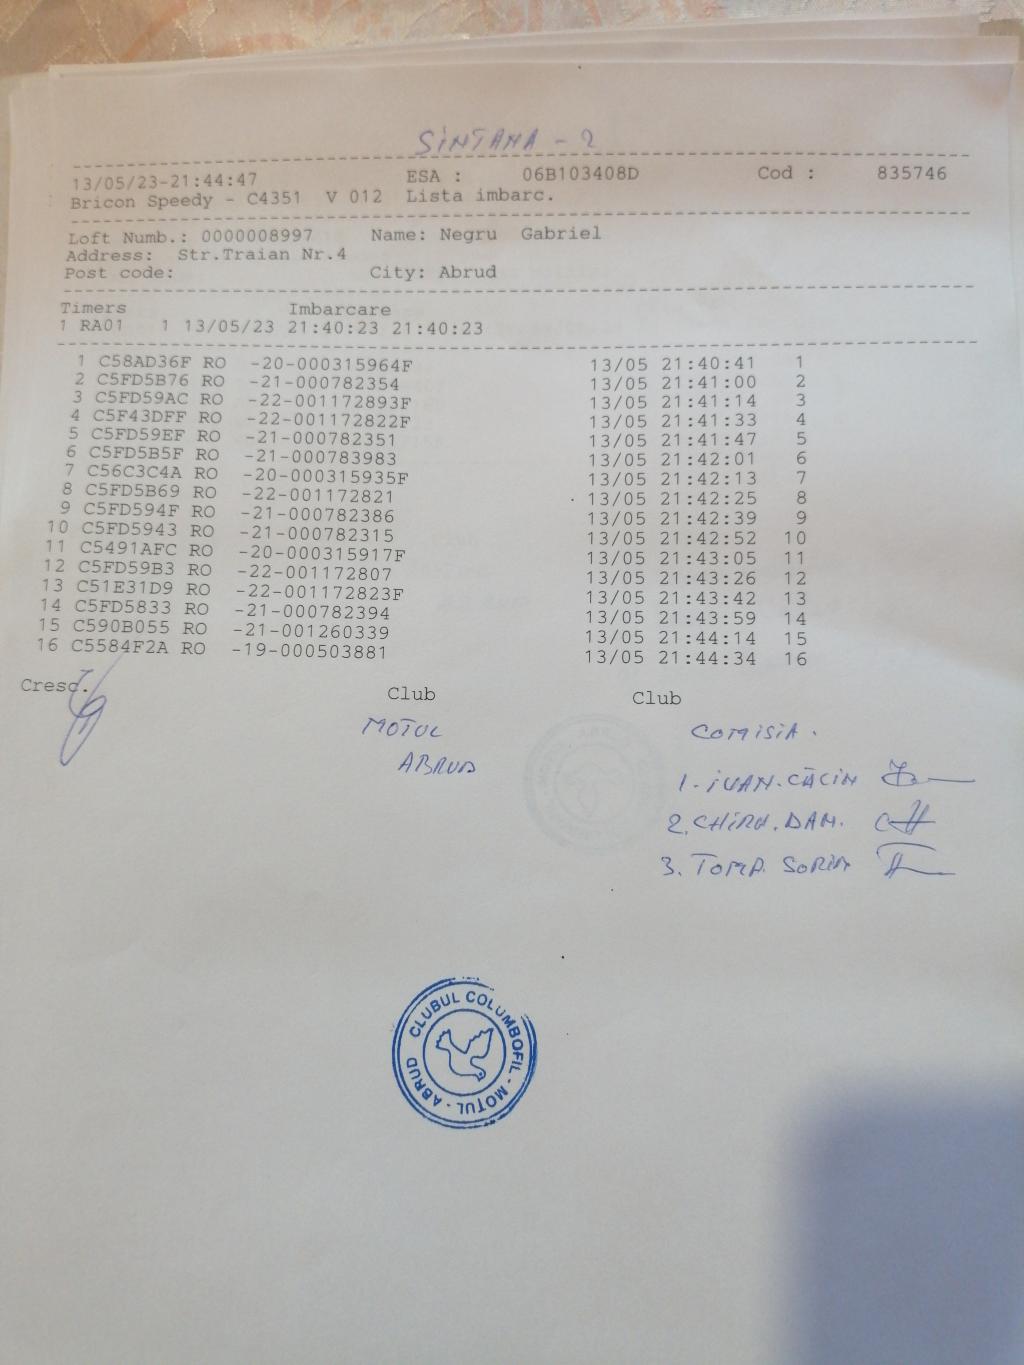 SINTANA - 2
13/05/23-21:44:47 ESA : 06B103408D Cod : 835746
Bricon Speedy - C4351 V 012 Lista imbarc.
Loft Numb.: 0000008997 Name: Negru Gabriel
Address: Str.Traian Nr.4
Post code: City: Abrud
Timers Imbarcare
1 RA01 1 13/05/23 21:40:23 21:40:23
1 C58AD36F RO -20-000315964F 13/05 21:40:41 1
2 C5FD5B76 RO -21-000782354 13/05 21:41:00 2
3 C5FD59AC RO -22-001172893F 13/05 21:41:14 3
4 C5F43DFF RO -22-001172822F 13/05 21:41:33 4
5 C5FD59EF RO -21-000782351 13/05 21:41:47 5
6 C5FD5B5F RO -21-000783983 13/05 21:42:01 6
7 C56C3C4A RO -20-000315935F 13/05 21:42:13 7
8 C5FD5B69 RO -22-001172821 13/05 21:42:25 8
9 C5FD594F RO -21-000782386 13/05 21:42:39 9
10 C5FD5943 RO -21-000782315 13/05 21:42:52 10
11 C5491AFC RO -20-000315917F 13/05 21:43:05 11
12 C5FD59B3 RO -22-001172807 13/05 21:43:26 12
13 C51E31D9 RO -22-001172823F 13/05 21:43:42 13
14 C5FD5833 RO -21-000782394 13/05 21:43:59 14
15 C590B055 RO -21-001260339 13/05 21:44:14 15
16 C5584F2A RO -19-000503881 13/05 21:44:34 16
Cresc. Club Club
MOTUL COMISIA.
ABRUD
1. IUAN. CĂCIN
2. CHIRA. DAN.
3. TOMA. SORIN
CLUBUL COLUMBOFIL - MOȚUL - ABRUD